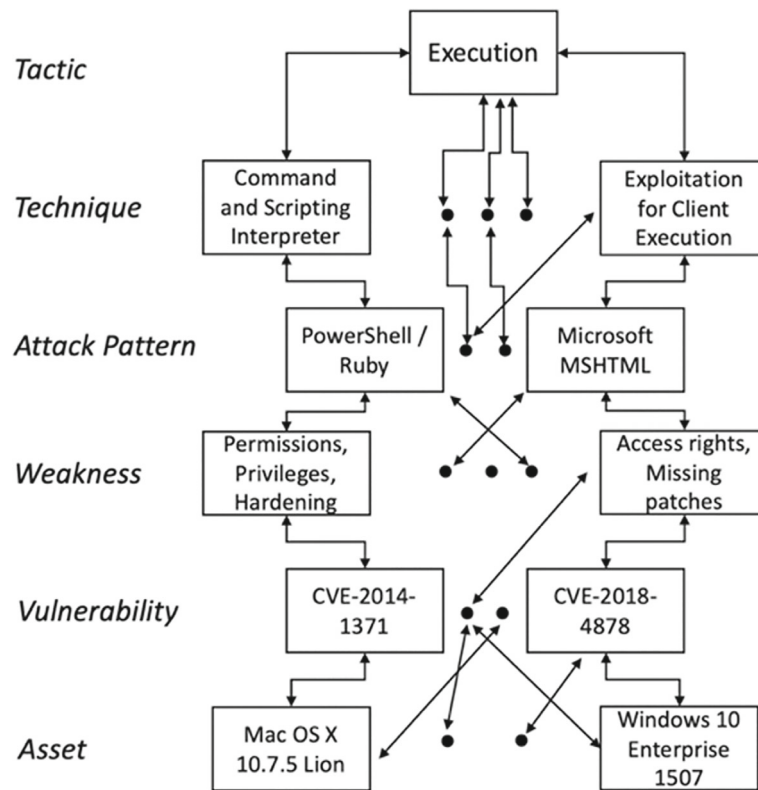 Tactic
Execution
Technique
Command
and Scripting
Interpreter
Exploitation
for Client
Execution
Attack Pattern
PowerShell /
Ruby
Microsoft
MSHTML
Weakness
Permissions,
Privileges,
Hardening
Access rights,
Missing
patches
Vulnerability
CVE-2014-
1371
CVE-2018-
4878
Asset
Mac OS X
10.7.5 Lion
Windows 10
Enterprise
1507